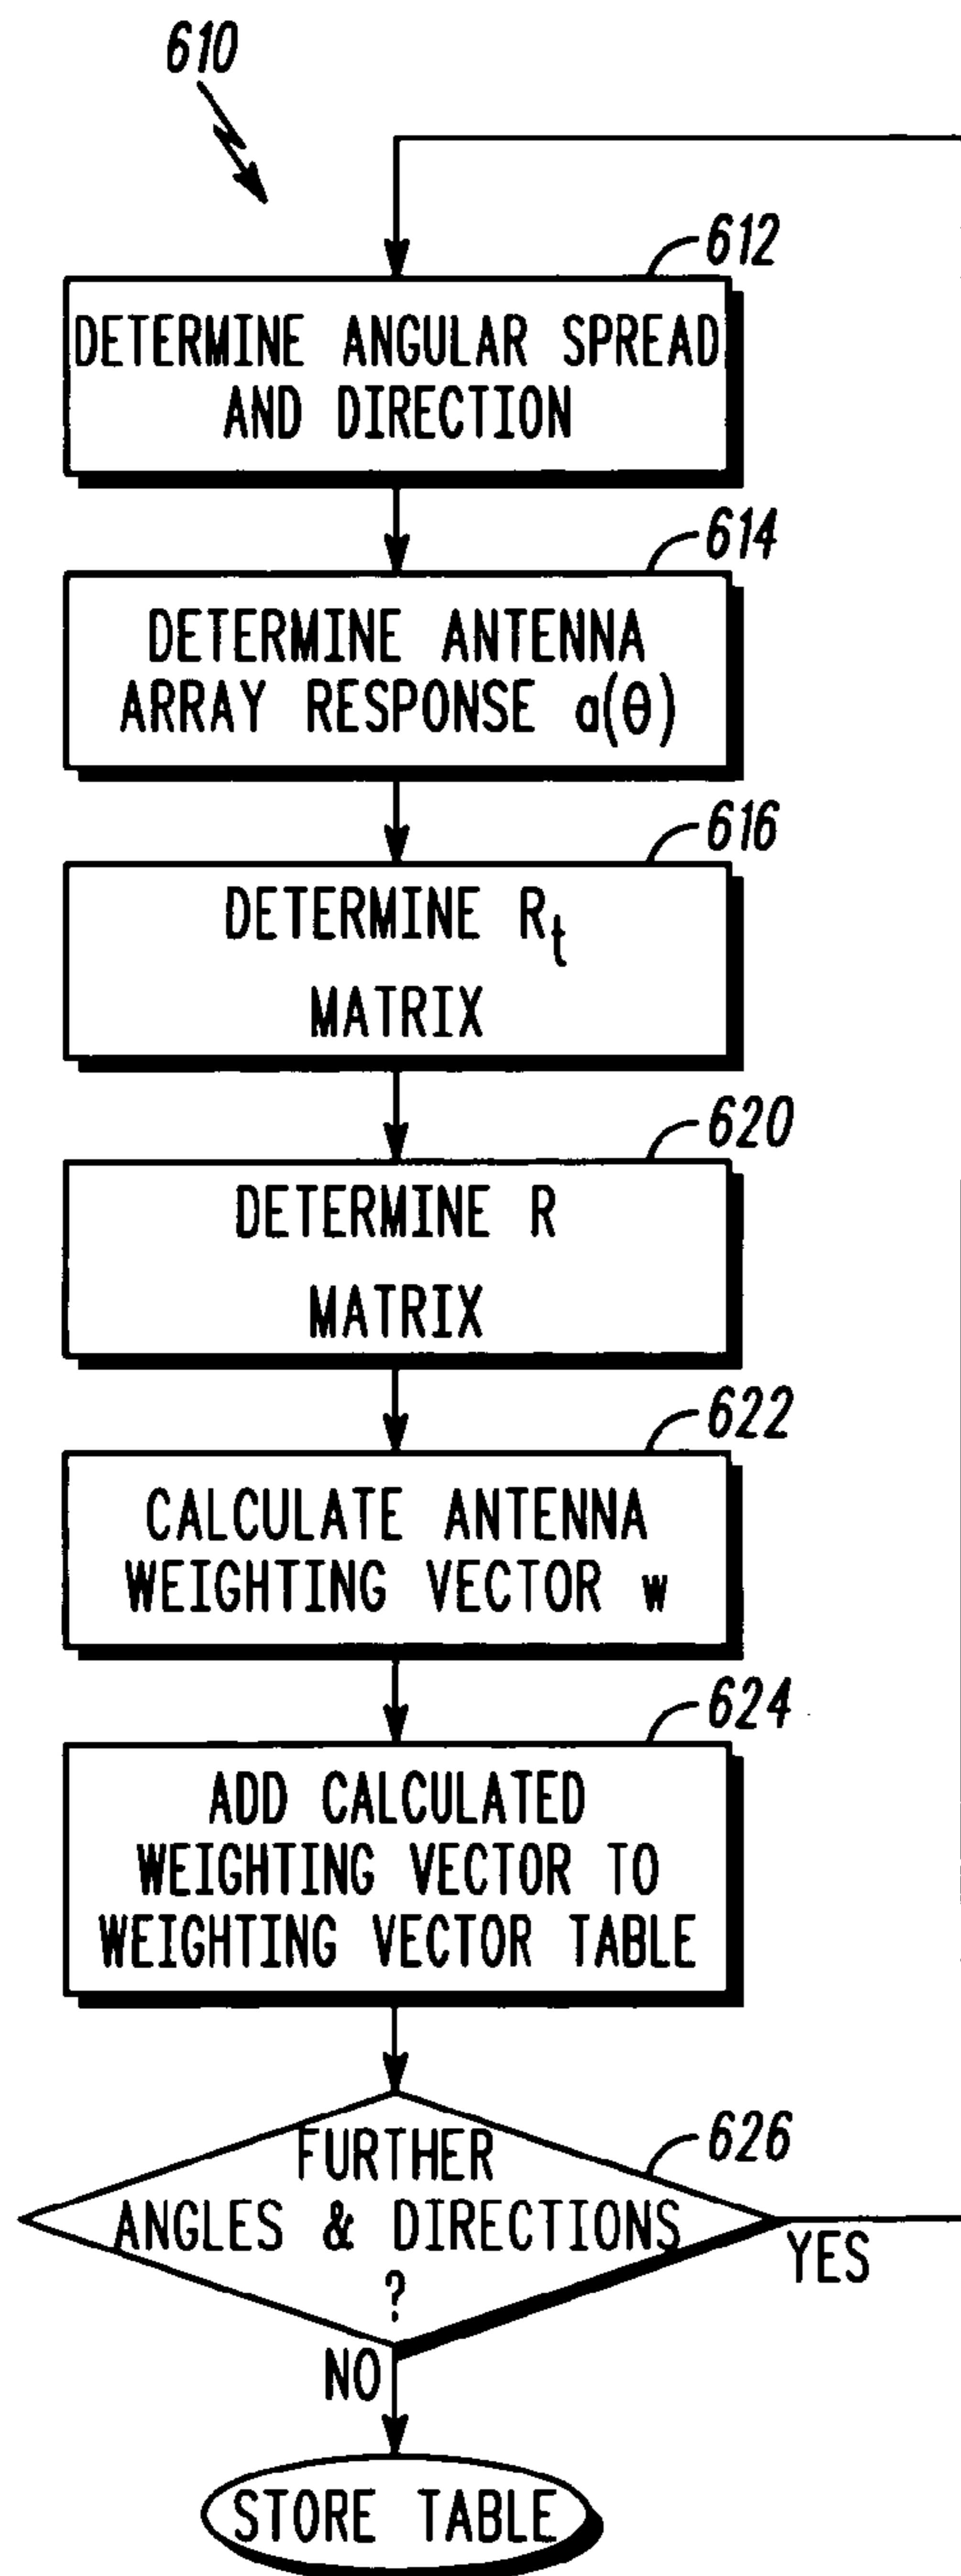 610
612
DETERMINE ANGULAR SPREAD
AND DIRECTION
614
DETERMINE ANTENNA
ARRAY RESPONSE a(θ)
616
DETERMINE Rt
MATRIX
620
DETERMINE R
MATRIX
622
CALCULATE ANTENNA
WEIGHTING VECTOR w
624
ADD CALCULATED
WEIGHTING VECTOR TO
WEIGHTING VECTOR TABLE
626
FURTHER
ANGLES & DIRECTIONS
?
YES
NO
STORE TABLE